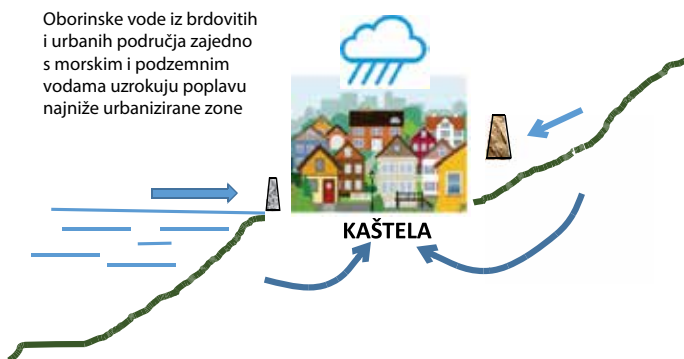 Oborinske vode iz brdovitih
i urbanih područja zajedno
s morskim i podzemnim
vodama uzrokuju poplavu
najniže urbanizirane zone
KAŠTELA